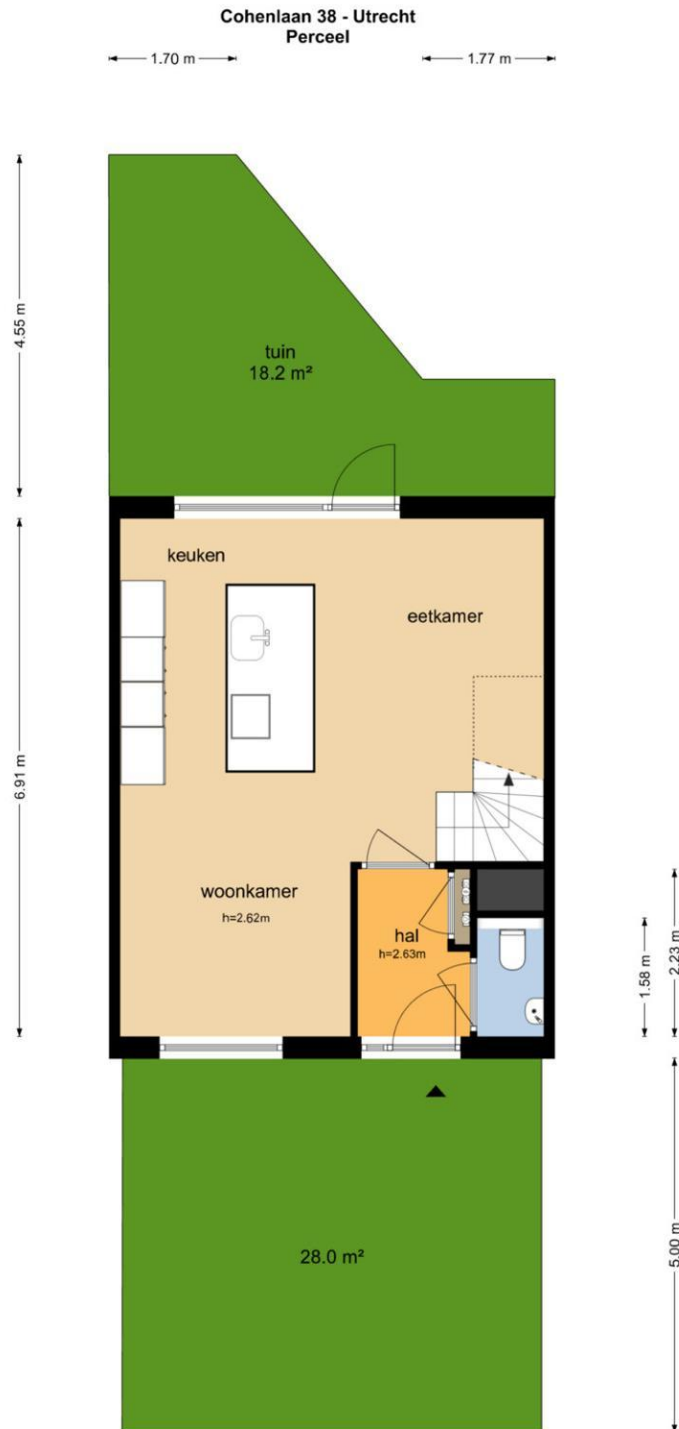 Cohenlaan 38 - Utrecht
Perceel
1.70 m
1.77 m
4.55 m
tuin
18.2 m²
keuken
eetkamer
6.91 m
woonkamer
h=2.62m
hal
h=2.63m
1.58 m
2.23 m
28.0 m²
5.00 m